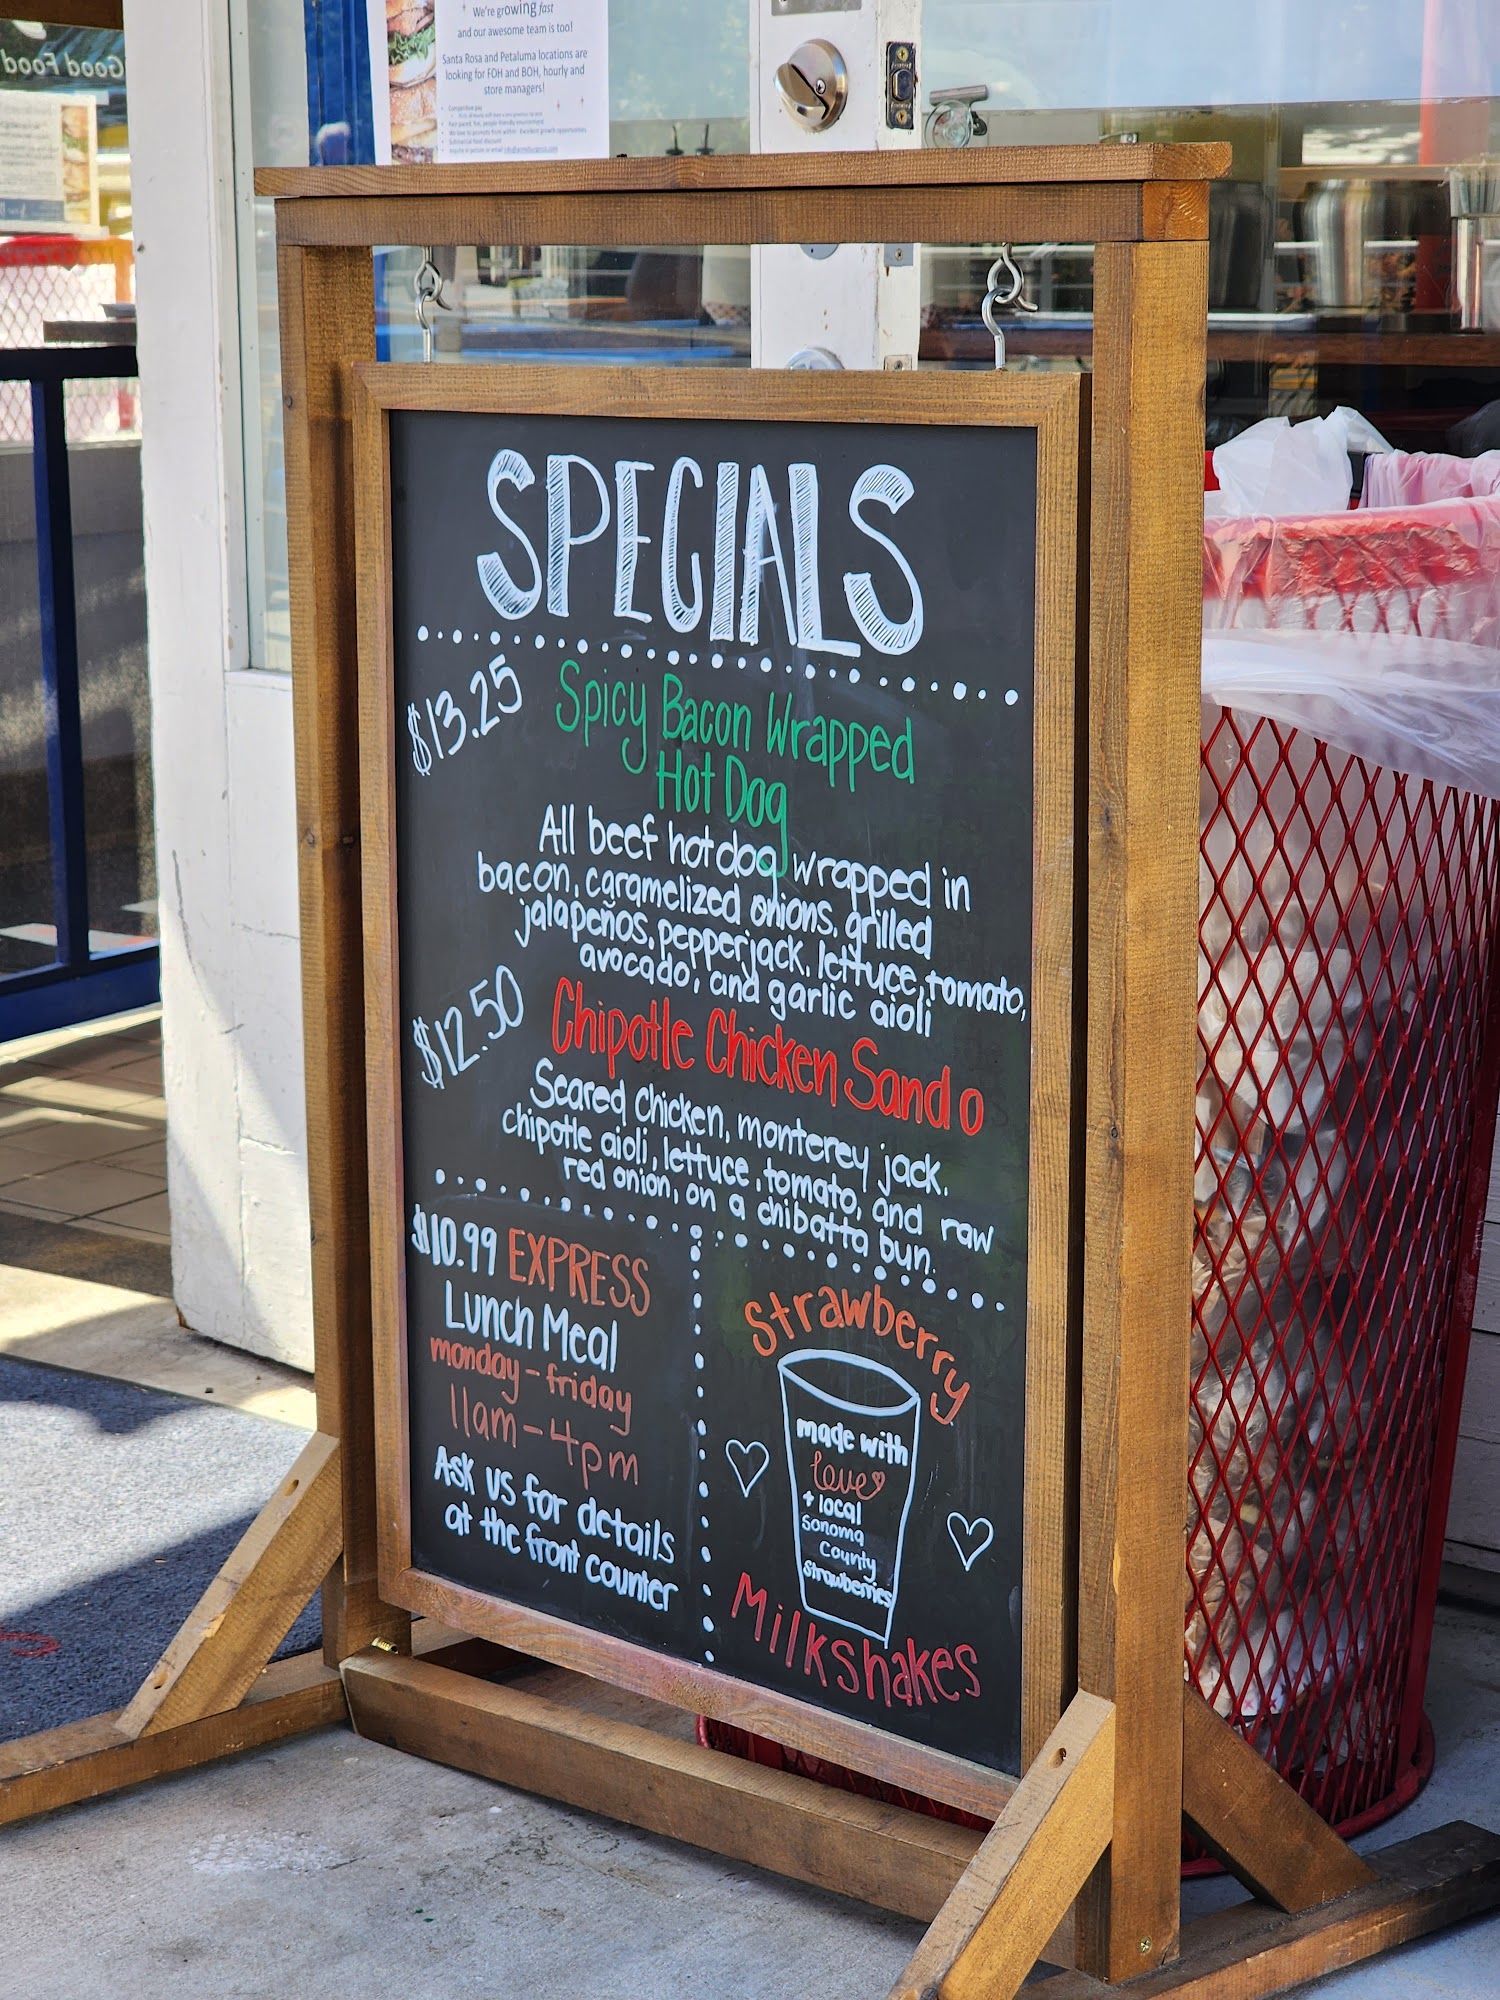 We're growing fast
and our awesome team is too!
Santa Rosa and Petaluma locations are
looking for FOH and BOH, hourly and
store managers!
Good Food
SPECIALS
$13.25
Spicy Bacon Wrapped
Hot Dog
All beef hot dog wrapped in
bacon, caramelized onions, grilled
jalapeños, pepperjack, lettuce, tomato,
avocado, and garlic aioli
$12.50
Chipotle Chicken Sando
Seared chicken, monterey jack,
chipotle aioli, lettuce, tomato, and raw
red onion, on a chibatta bun.
$10.99 EXPRESS
Lunch Meal
monday-friday
11am-4pm
Ask us for details
at the front counter
Strawberry
made with
love
+ local
Sonoma
County
strawberries
Milkshakes